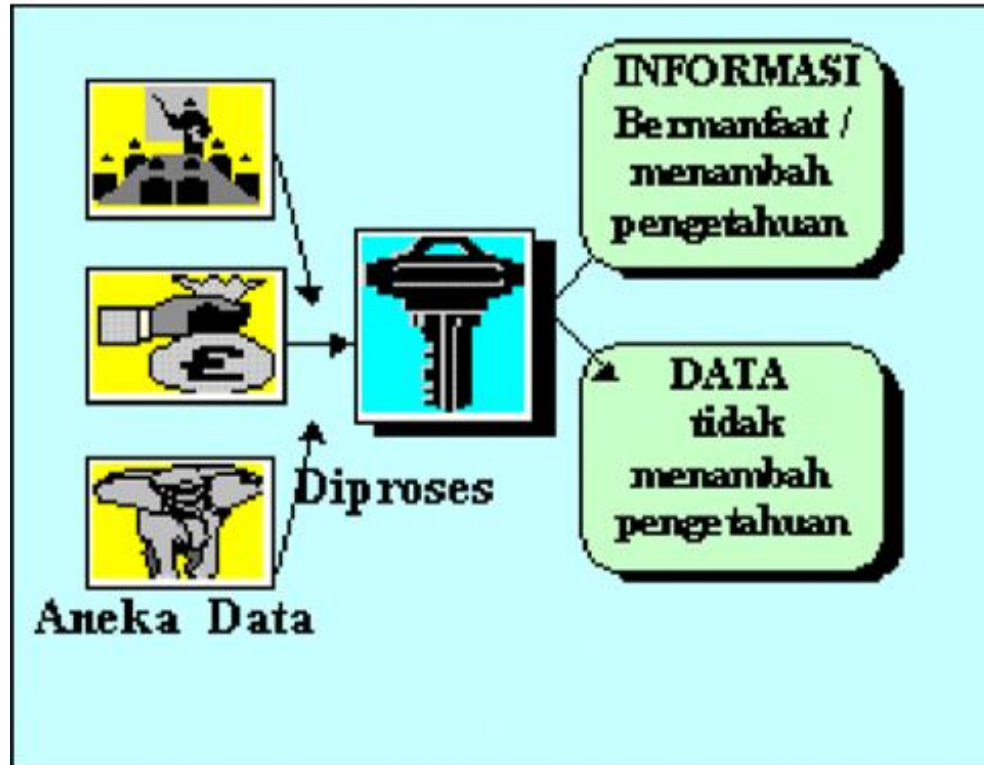 INFORMASI
Bermanfaat /
menambah
pengetahuan
DATA
tidak
menambah
pengetahuan
Diproses
Aneka Data